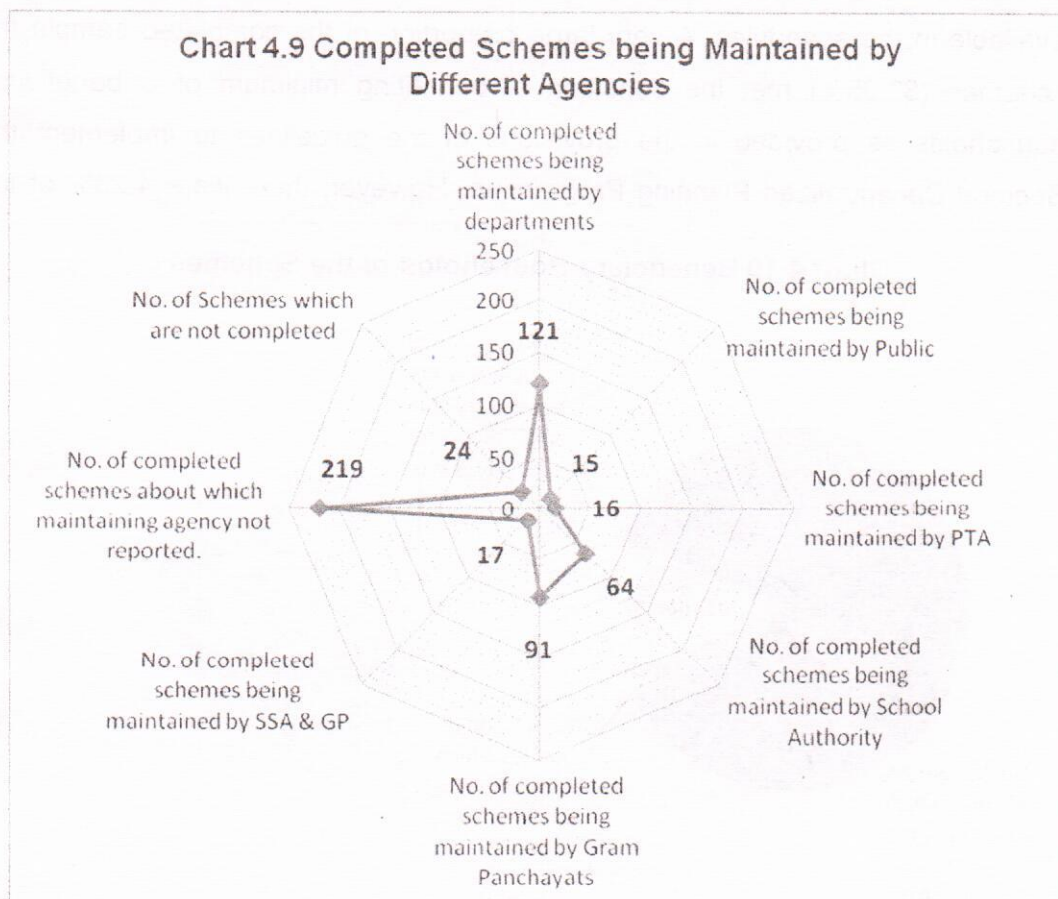 Chart 4.9 Completed Schemes being Maintained by
Different Agencies
No. of completed
schemes being
maintained by
departments
250
200
150
100
50
0
121
No. of completed
schemes being
maintained by Public
15
No. of completed
schemes being
maintained by PTA
16
No. of completed
schemes being
maintained by School
Authority
64
No. of completed
schemes being
maintained by Gram
Panchayats
91
No. of completed
schemes being
maintained by SSA & GP
17
No. of completed
schemes about which
maintaining agency not
reported.
219
No. of Schemes which
are not completed
24